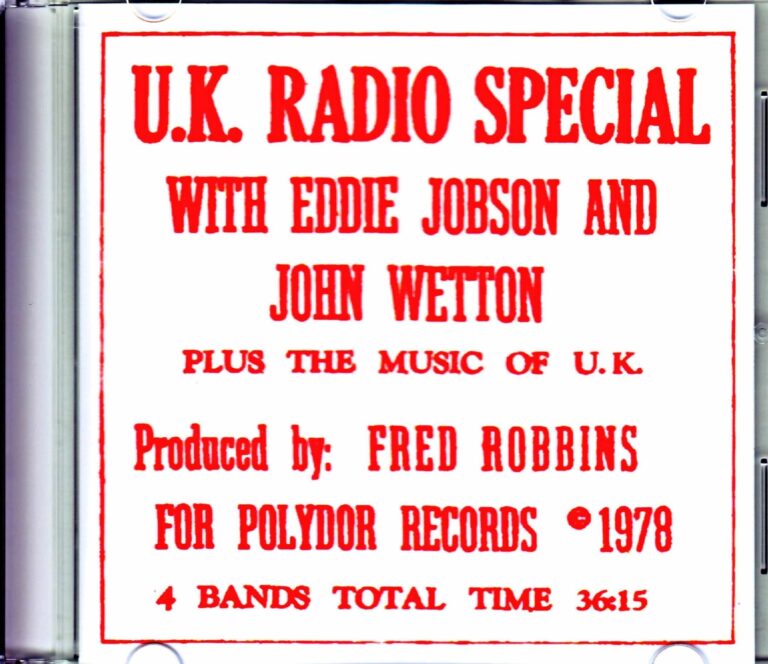 U.K. RADIO SPECIAL
WITH EDDIE JOBSON AND
JOHN WETTON
PLUS THE MUSIC OF U.K.
Produced by: FRED ROBBINS
FOR POLYDOR RECORDS © 1978
4 BANDS TOTAL TIME 36:15